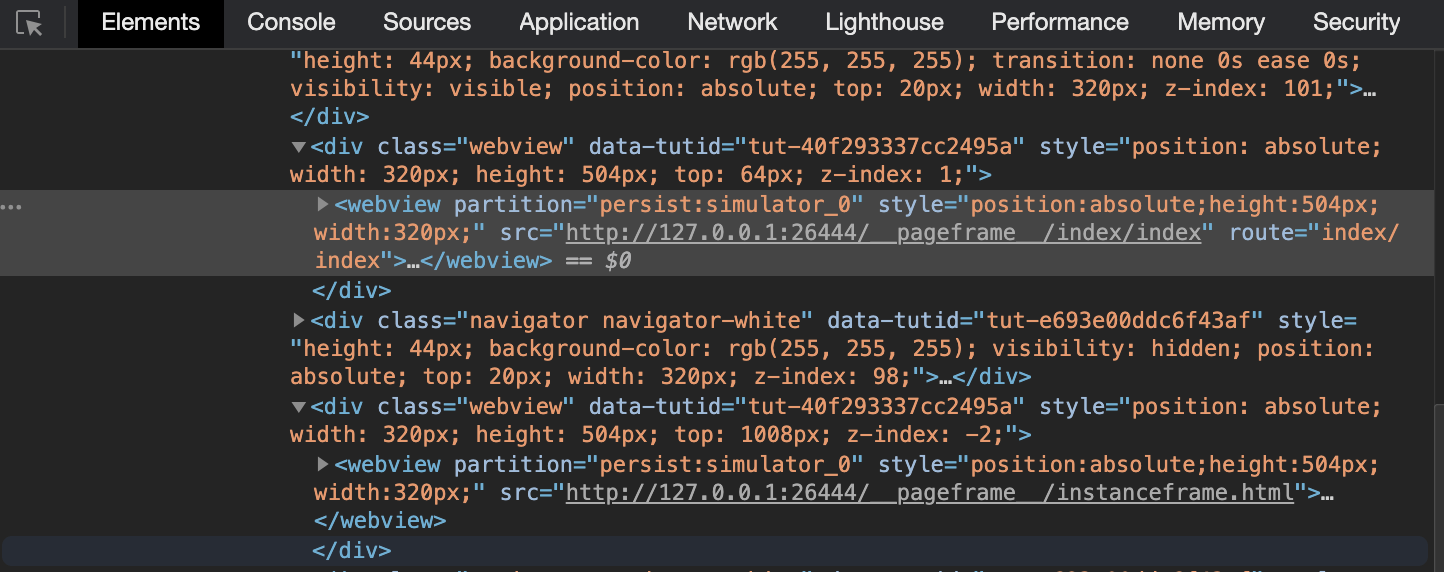 Elements Console Sources Application Network Lighthouse Performance Memory Security
"height: 44px; background-color: rgb(255, 255, 255); transition: none 0s ease 0s;
visibility: visible; position: absolute; top: 20px; width: 320px; z-index: 101;">…
</div>
▼<div class="webview" data-tutid="tut-40f293337cc2495a" style="position: absolute;
width: 320px; height: 504px; top: 64px; z-index: 1;">
… ▶<webview partition="persist:simulator_0" style="position:absolute;height:504px;
width:320px;" src="http://127.0.0.1:26444/__pageframe__/index/index" route="index/
index">…</webview> == $0
</div>
▶<div class="navigator navigator-white" data-tutid="tut-e693e00ddc6f43af" style=
"height: 44px; background-color: rgb(255, 255, 255); visibility: hidden; position:
absolute; top: 20px; width: 320px; z-index: 98;">…</div>
▼<div class="webview" data-tutid="tut-40f293337cc2495a" style="position: absolute;
width: 320px; height: 504px; top: 1008px; z-index: -2;">
▶<webview partition="persist:simulator_0" style="position:absolute;height:504px;
width:320px;" src="http://127.0.0.1:26444/__pageframe__/instanceframe.html">…
</webview>
</div>